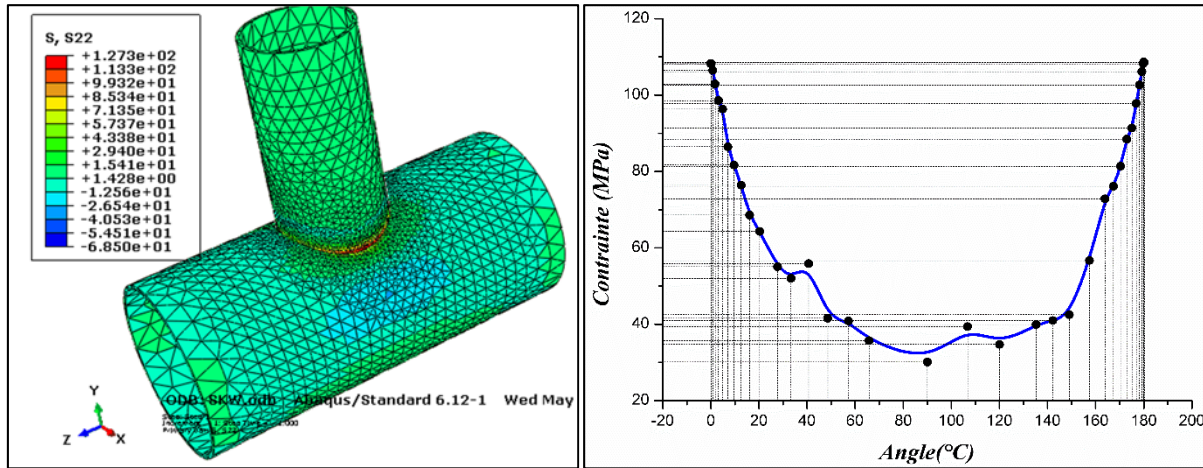 S, S22
+1.273e+02
+1.133e+02
+9.932e+01
+8.534e+01
+7.135e+01
+5.737e+01
+4.338e+01
+2.940e+01
+1.541e+01
+1.428e+00
-1.256e+01
-2.654e+01
-4.053e+01
-5.451e+01
-6.850e+01
ODB: SKW.odb Abaqus/Standard 6.12-1 Wed May
Y
Z
X
120
100
80
60
40
20
Contrainte (MPa)
-20 0 20 40 60 80 100 120 140 160 180 200
Angle(°C)